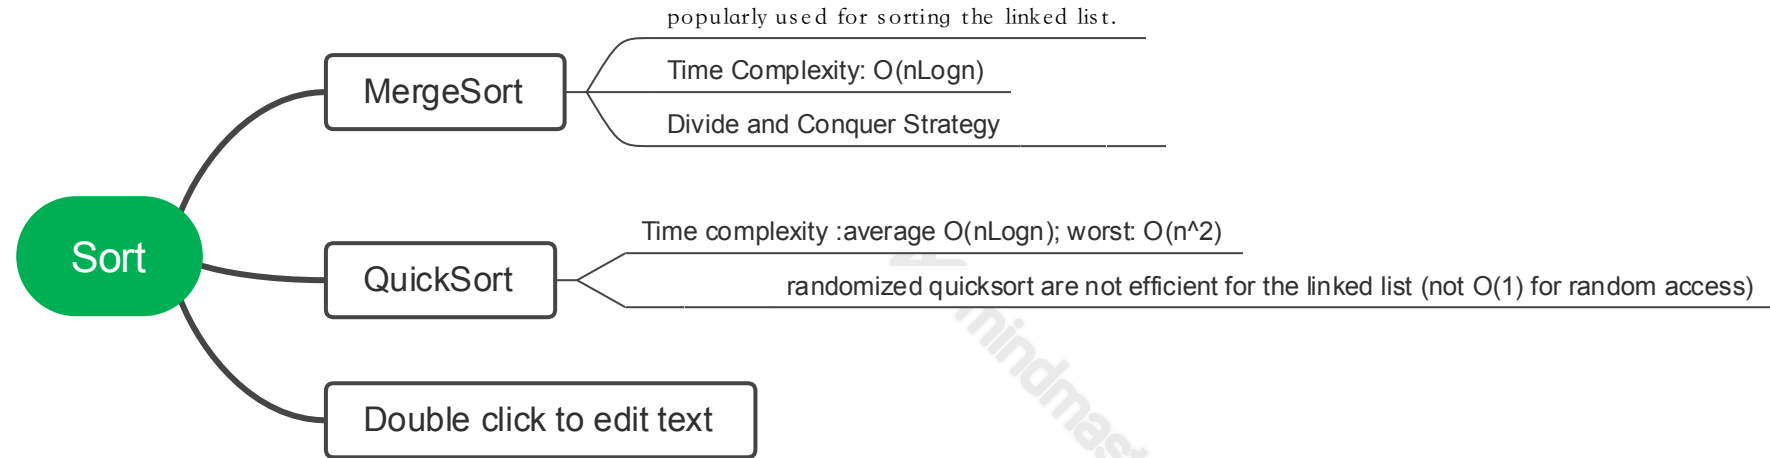 popularly used for sorting the linked list.
Time Complexity: O(nLogn)
MergeSort
Divide and Conquer Strategy
Sort
Time complexity :average O(nLogn); worst: O(n^2)
QuickSort
randomized quicksort are not efficient for the linked list (not O(1) for random access)
Double click to edit text
mindmast